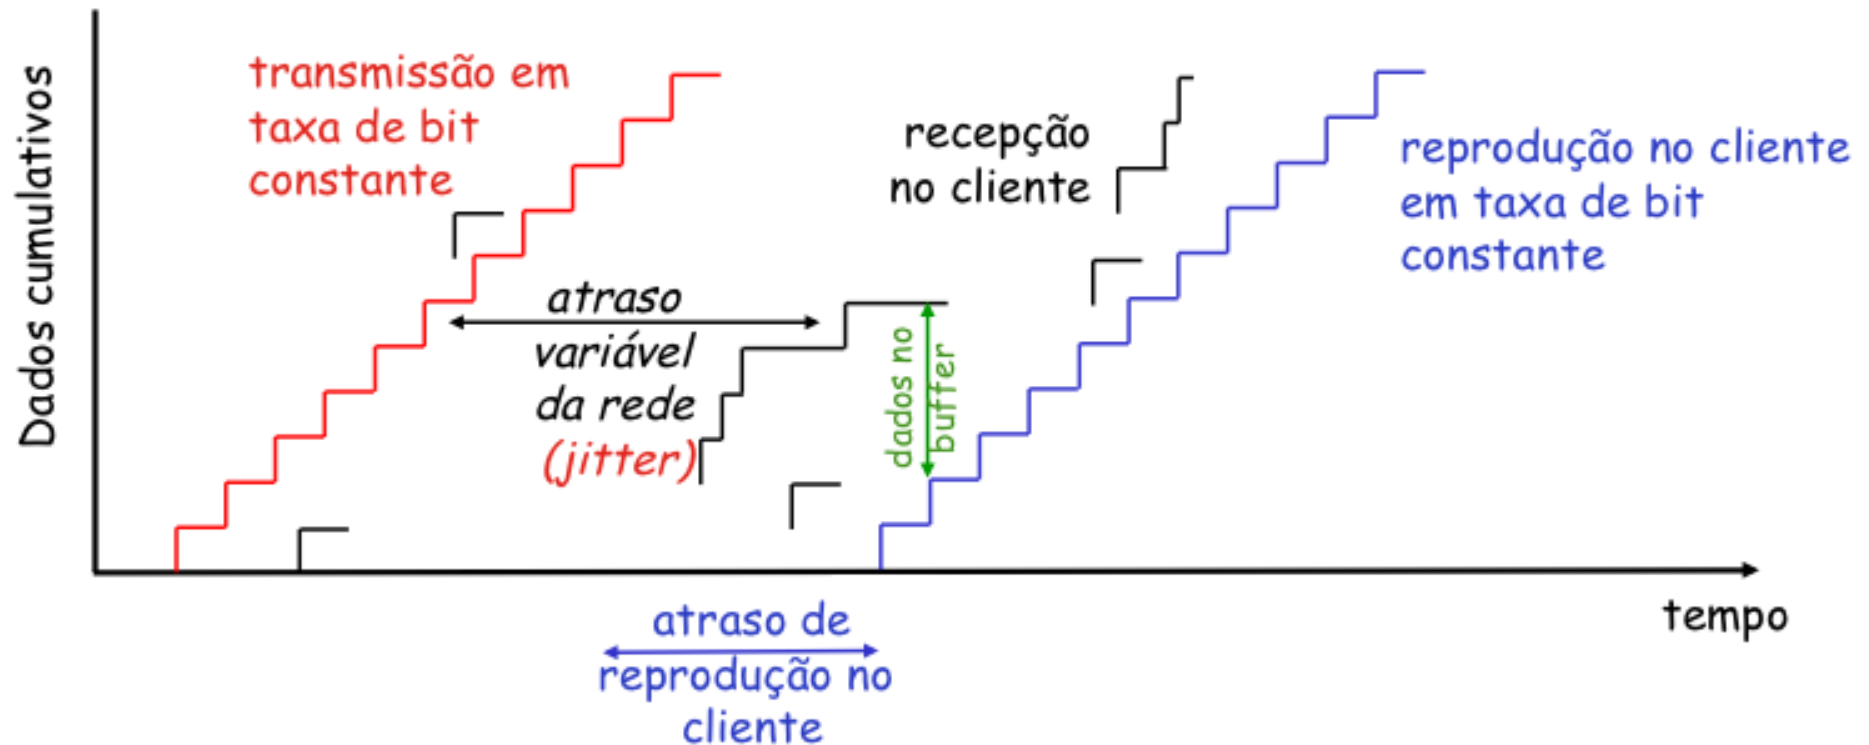 Dados cumulativos
transmissão em
taxa de bit
constante
atraso
variável
da rede
(jitter)
recepção
no cliente
dados no
buffer
reprodução no cliente
em taxa de bit
constante
tempo
atraso de
reprodução no
cliente